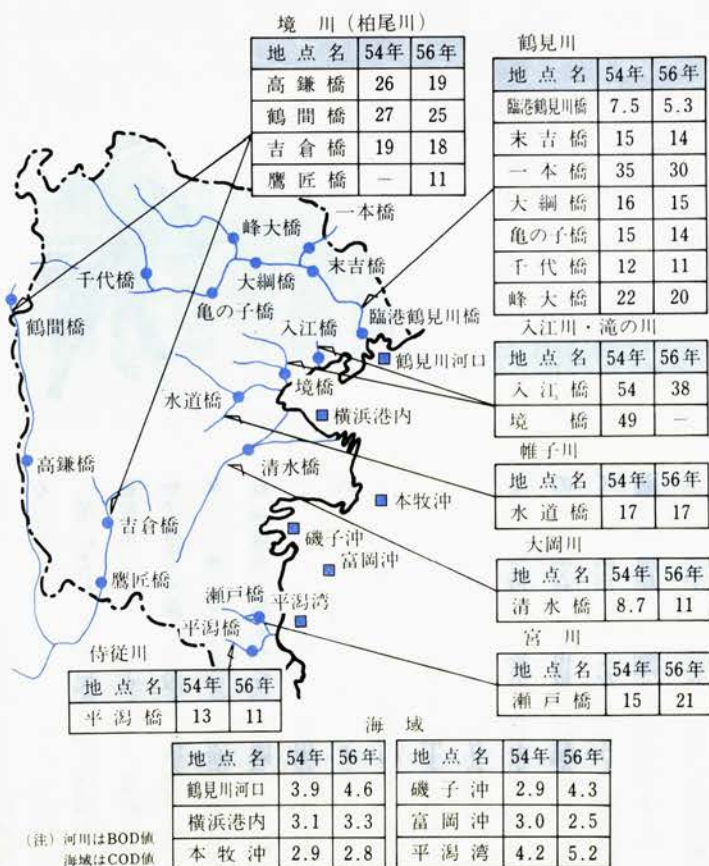 境川(柏尾川)
地点名 54年 56年
高鎌橋 26 19
鶴間橋 27 25
吉倉橋 19 18
鷹匠橋 － 11
鶴見川
地点名 54年 56年
臨港鶴見川橋 7.5 5.3
末吉橋 15 14
一本橋 35 30
大綱橋 16 15
亀の子橋 15 14
千代橋 12 11
峰大橋 22 20
入江川・滝の川
地点名 54年 56年
入江橋 54 38
境橋 49 －
帷子川
地点名 54年 56年
水道橋 17 17
大岡川
地点名 54年 56年
清水橋 8.7 11
宮川
地点名 54年 56年
瀬戸橋 15 21
一本橋
峰大橋
末吉橋
千代橋
大綱橋
亀の子橋
臨港鶴見川橋
鶴間橋
入江橋
鶴見川河口
境橋
水道橋
横浜港内
高鎌橋
清水橋
本牧沖
吉倉橋
磯子沖
富岡沖
鷹匠橋
瀬戸橋
平潟湾
平潟橋
侍従川
地点名 54年 56年
平潟橋 13 11
海域
地点名 54年 56年
鶴見川河口 3.9 4.6
横浜港内 3.1 3.3
本牧沖 2.9 2.8
地点名 54年 56年
磯子沖 2.9 4.3
富岡沖 3.0 2.5
平潟湾 4.2 5.2
(注) 河川はBOD値
海域はCOD値